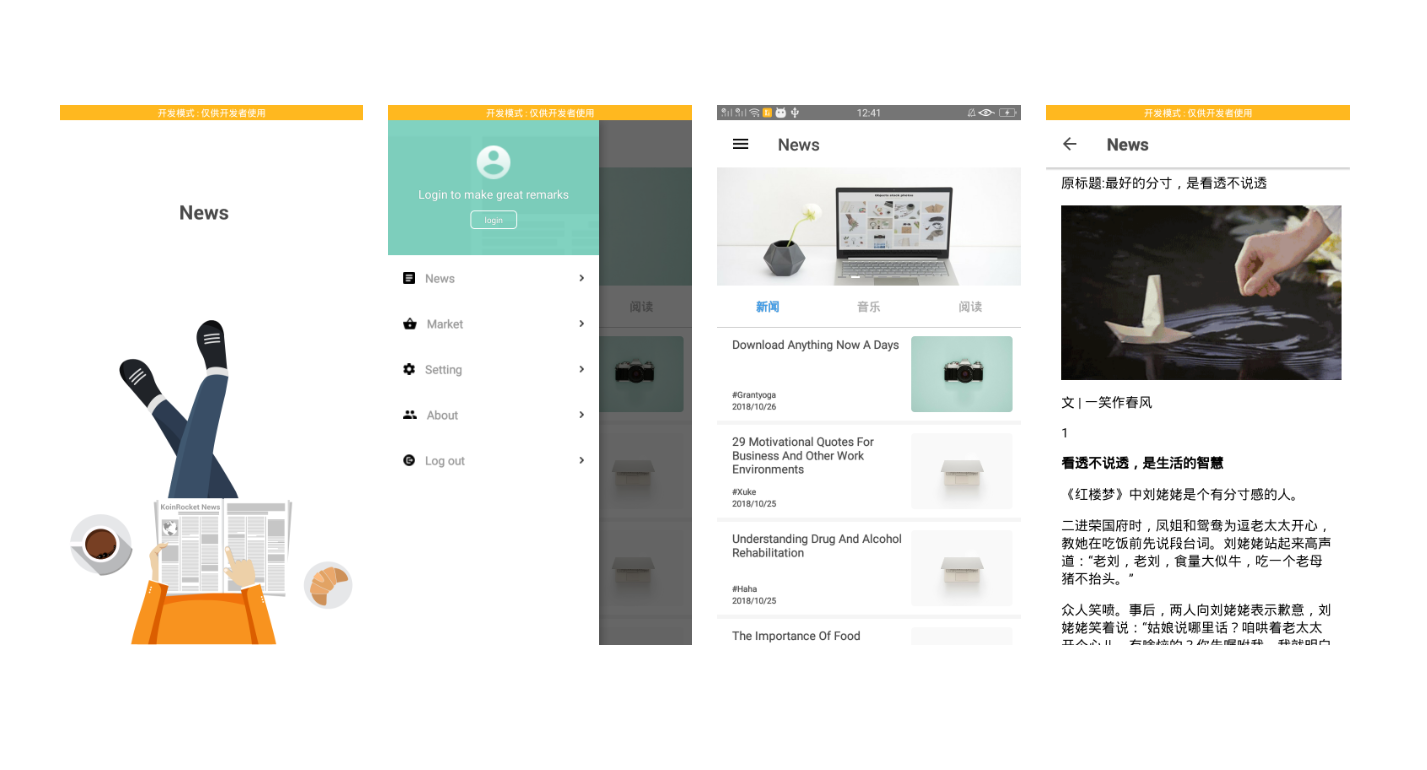 开发模式 : 仅供开发者使用
News
KoinRocket News
开发模式 : 仅供开发者使用
Login to make great remarks
login
News
Market
Setting
About
Log out
阅读
12:41
News
新闻
音乐
阅读
Download Anything Now A Days
#Grantyoga
2018/10/26
29 Motivational Quotes For
Business And Other Work
Environments
#Xuke
2018/10/25
Understanding Drug And Alcohol
Rehabilitation
#Haha
2018/10/25
The Importance Of Food
开发模式 : 仅供开发者使用
News
原标题:最好的分寸，是看透不说透
文 | 一笑作春风
1
看透不说透，是生活的智慧
《红楼梦》中刘姥姥是个有分寸感的人。
二进荣国府时，凤姐和鸳鸯为逗老太太开心，
教她在吃饭前先说段台词。刘姥姥站起来高声
道：“老刘，老刘，食量大似牛，吃一个老母
猪不抬头。”
众人笑喷。事后，两人向刘姥姥表示歉意，刘
姥姥笑着说：“姑娘说哪里话？咱哄着老太太